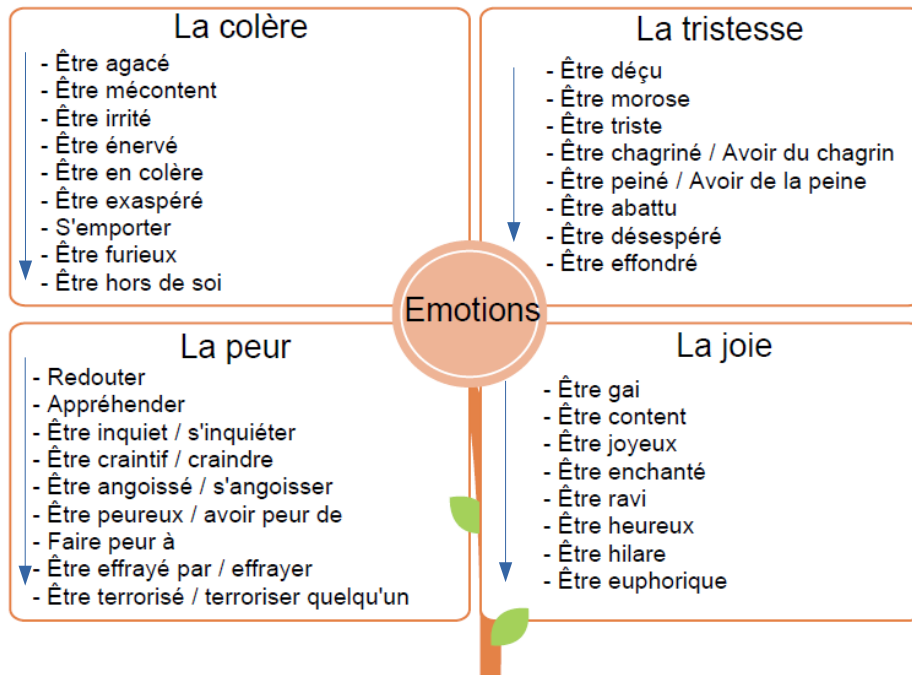 La colère
- Être agacé
- Être mécontent
- Être irrité
- Être énervé
- Être en colère
- Être exaspéré
- S'emporter
- Être furieux
- Être hors de soi
La tristesse
- Être déçu
- Être morose
- Être triste
- Être chagriné / Avoir du chagrin
- Être peiné / Avoir de la peine
- Être abattu
- Être désespéré
- Être effondré
Emotions
La peur
- Redouter
- Appréhender
- Être inquiet / s'inquiéter
- Être craintif / craindre
- Être angoissé / s'angoisser
- Être peureux / avoir peur de
- Faire peur à
- Être effrayé par / effrayer
- Être terrorisé / terroriser quelqu'un
La joie
- Être gai
- Être content
- Être joyeux
- Être enchanté
- Être ravi
- Être heureux
- Être hilare
- Être euphorique